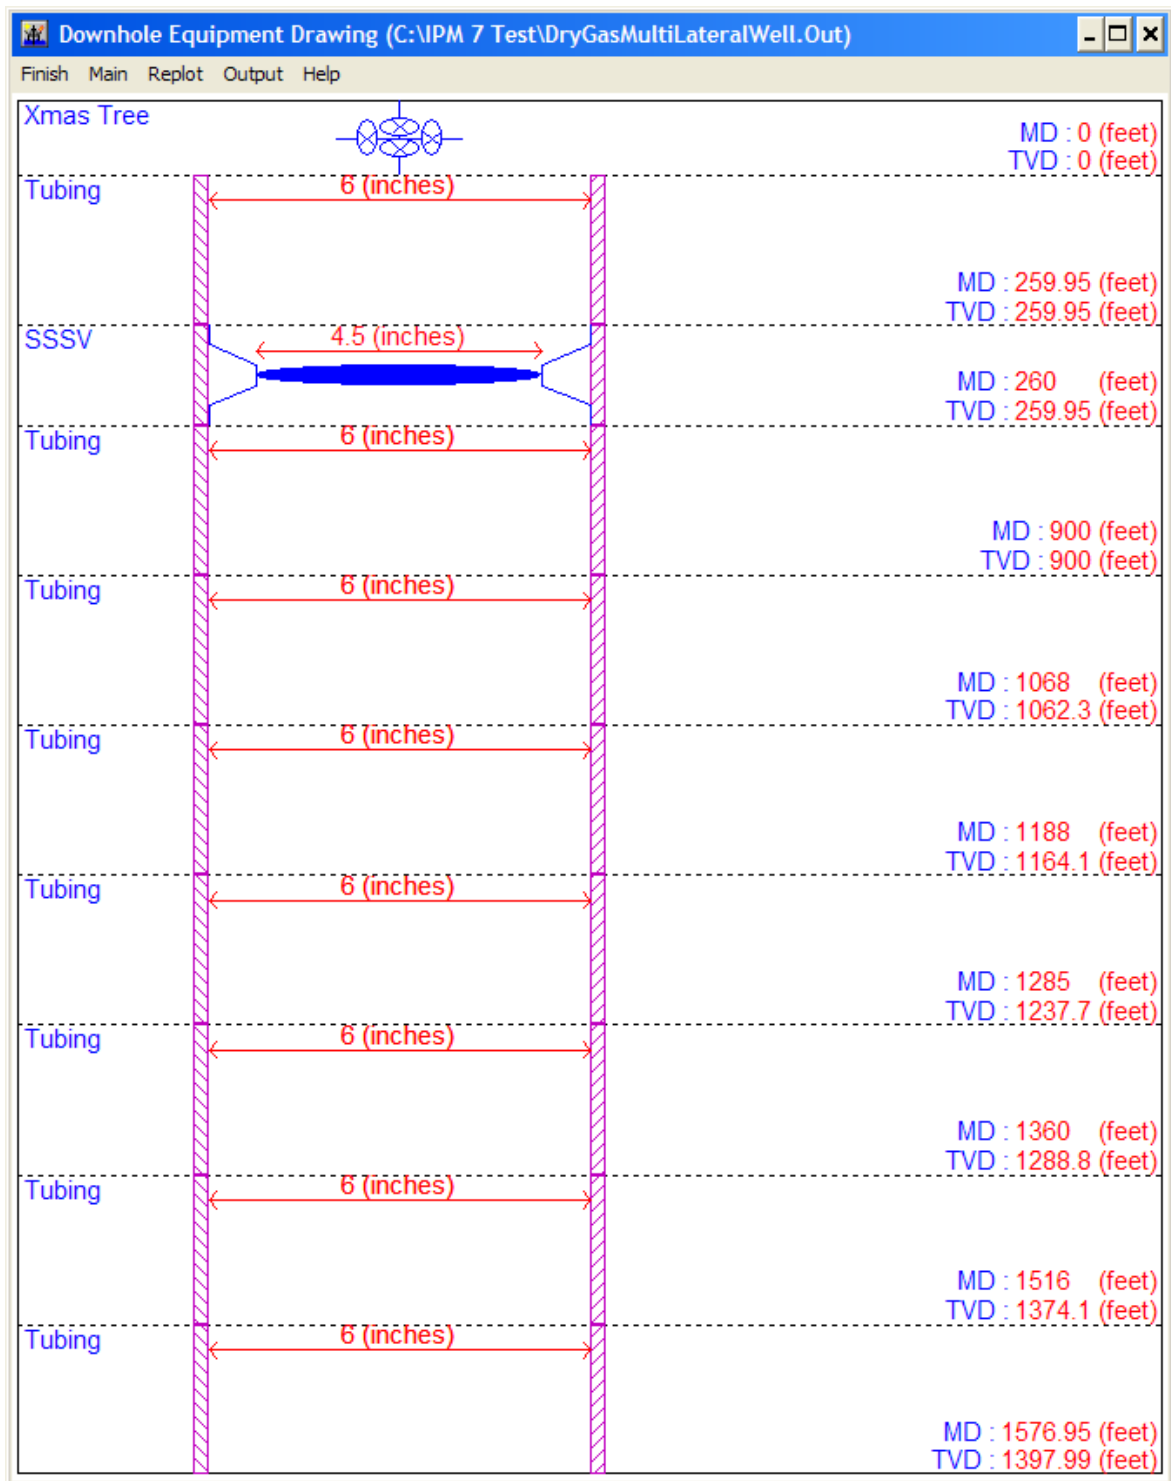 Downhole Equipment Drawing (C:\IPM 7 Test\DryGasMultiLateralWell.Out)
Finish Main Replot Output Help
Xmas Tree
MD : 0 (feet)
TVD : 0 (feet)
Tubing
6 (inches)
MD : 259.95 (feet)
TVD : 259.95 (feet)
SSSV
4.5 (inches)
MD : 260 (feet)
TVD : 259.95 (feet)
Tubing
6 (inches)
MD : 900 (feet)
TVD : 900 (feet)
Tubing
6 (inches)
MD : 1068 (feet)
TVD : 1062.3 (feet)
Tubing
6 (inches)
MD : 1188 (feet)
TVD : 1164.1 (feet)
Tubing
6 (inches)
MD : 1285 (feet)
TVD : 1237.7 (feet)
Tubing
6 (inches)
MD : 1360 (feet)
TVD : 1288.8 (feet)
Tubing
6 (inches)
MD : 1516 (feet)
TVD : 1374.1 (feet)
Tubing
6 (inches)
MD : 1576.95 (feet)
TVD : 1397.99 (feet)